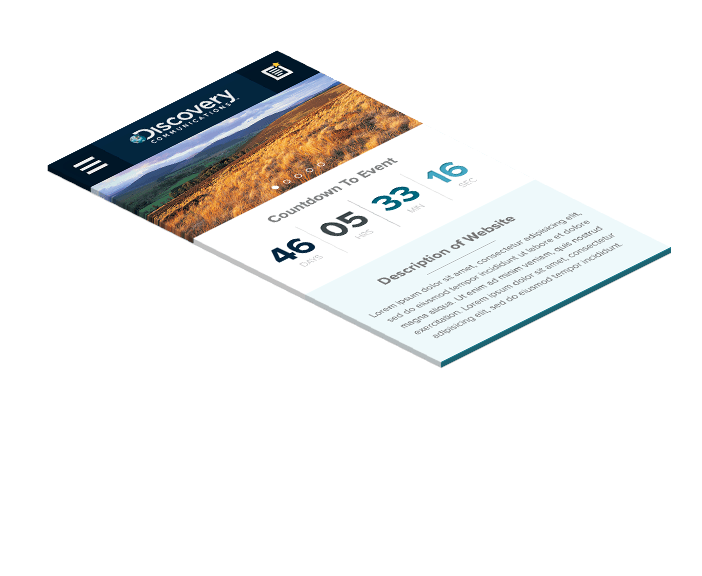 Discovery
COMMUNICATIONS
Countdown To Event
46 05 33 16
DAYS HRS MIN SEC
Description of Website
Lorem ipsum dolor sit amet, consectetur adipisicing elit,
sed do eiusmod tempor incididunt ut labore et dolore
magna aliqua. Ut enim ad minim veniam, quis nostrud
exercitation. Lorem ipsum dolor sit amet, consectetur
adipisicing elit, sed do eiusmod tempor incididunt.